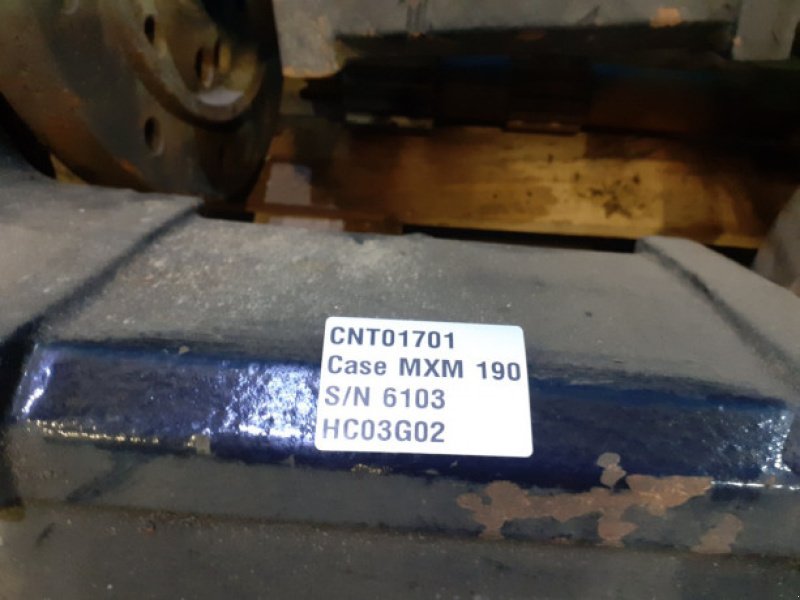 CNT01701
Case MXM 190
S/N 6103
HC03G02